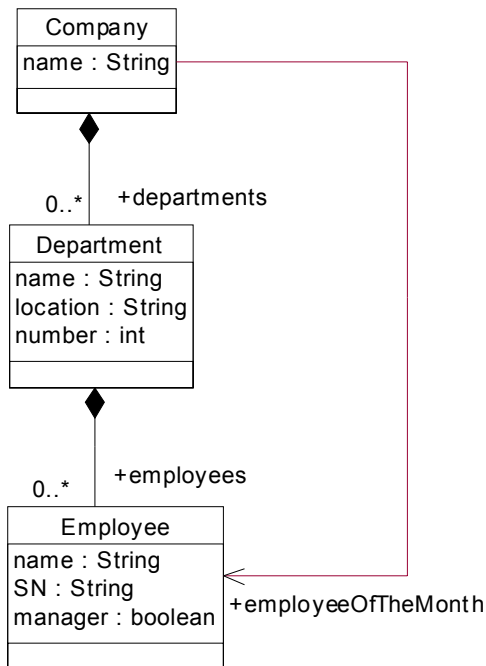 Company
name : String
0..*
+departments
Department
name : String
location : String
number : int
0..*
+employees
Employee
name : String
SN : String
manager : boolean
+employeeOfTheMonth